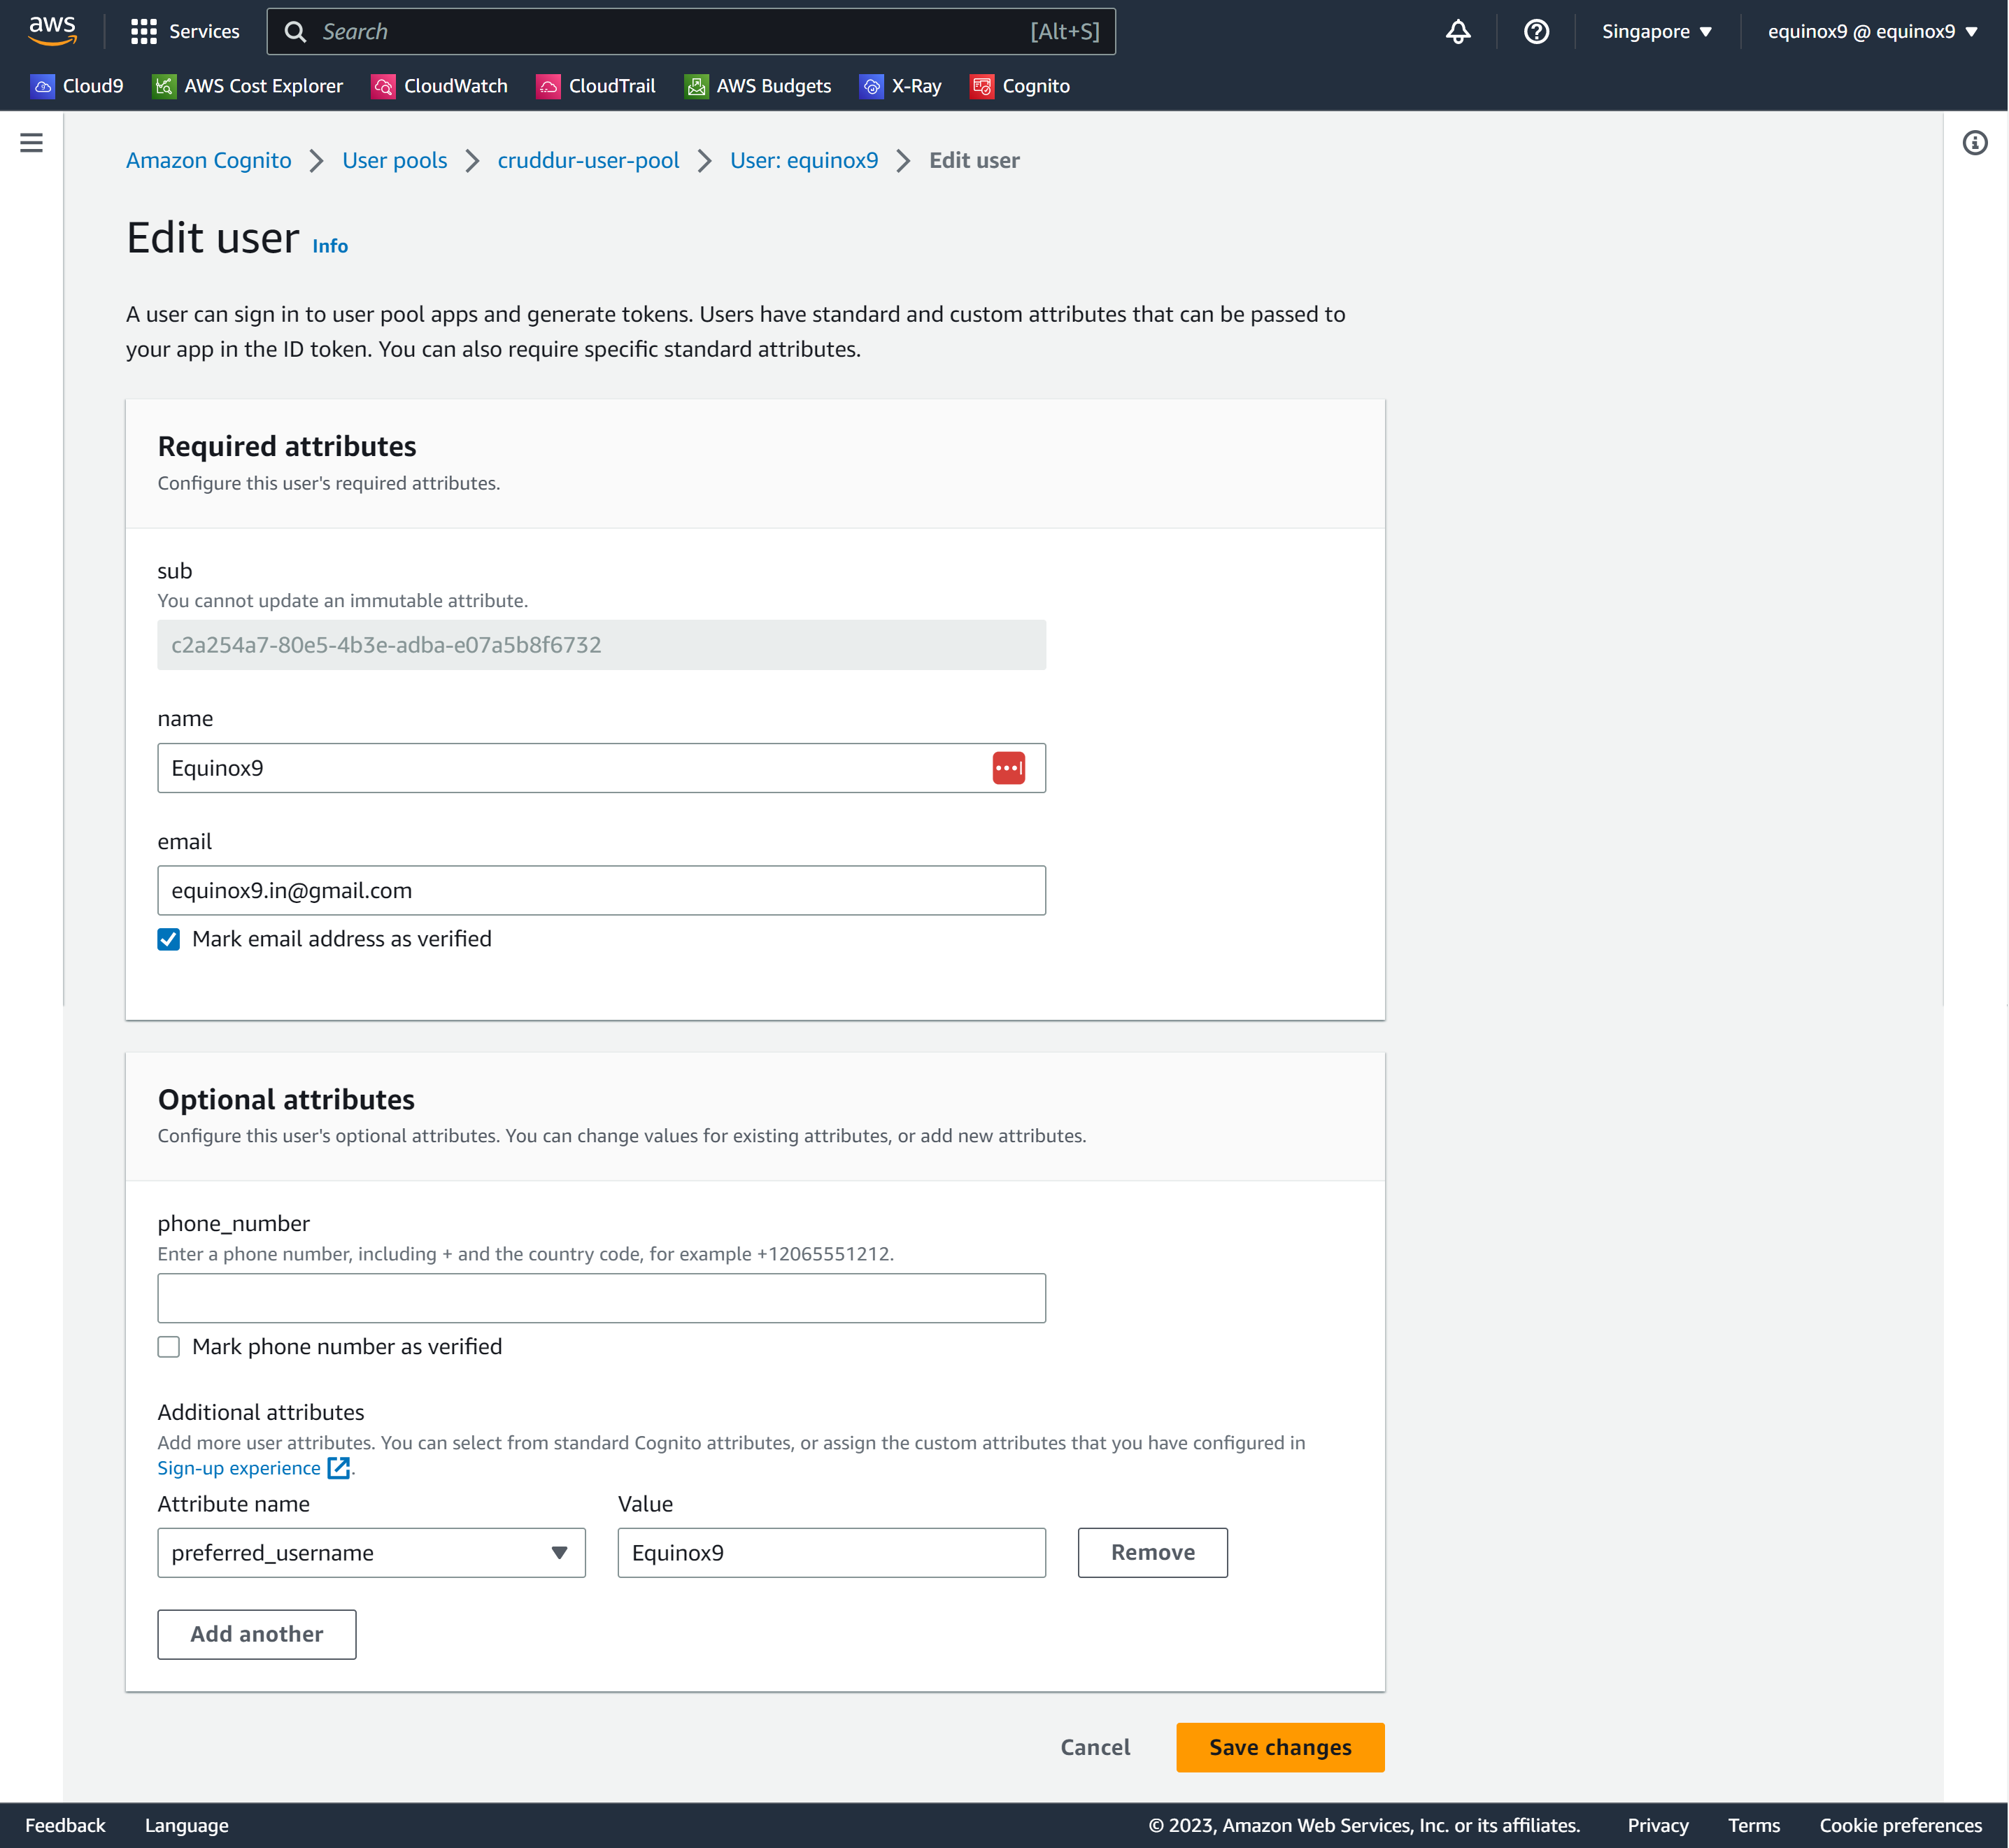 aws Services Search [Alt+S] Singapore equinox9 @ equinox9
Cloud9 AWS Cost Explorer CloudWatch CloudTrail AWS Budgets X-Ray Cognito
Amazon Cognito User pools cruddur-user-pool User: equinox9 Edit user
Edit user Info
A user can sign in to user pool apps and generate tokens. Users have standard and custom attributes that can be passed to
your app in the ID token. You can also require specific standard attributes.
Required attributes
Configure this user's required attributes.
sub
You cannot update an immutable attribute.
c2a254a7-80e5-4b3e-adba-e07a5b8f6732
name
Equinox9
email
equinox9.in@gmail.com
Mark email address as verified
Optional attributes
Configure this user's optional attributes. You can change values for existing attributes, or add new attributes.
phone_number
Enter a phone number, including + and the country code, for example +12065551212.
Mark phone number as verified
Additional attributes
Add more user attributes. You can select from standard Cognito attributes, or assign the custom attributes that you have configured in
Sign-up experience .
Attribute name Value
preferred_username Equinox9 Remove
Add another
Cancel Save changes
Feedback Language © 2023, Amazon Web Services, Inc. or its affiliates. Privacy Terms Cookie preferences